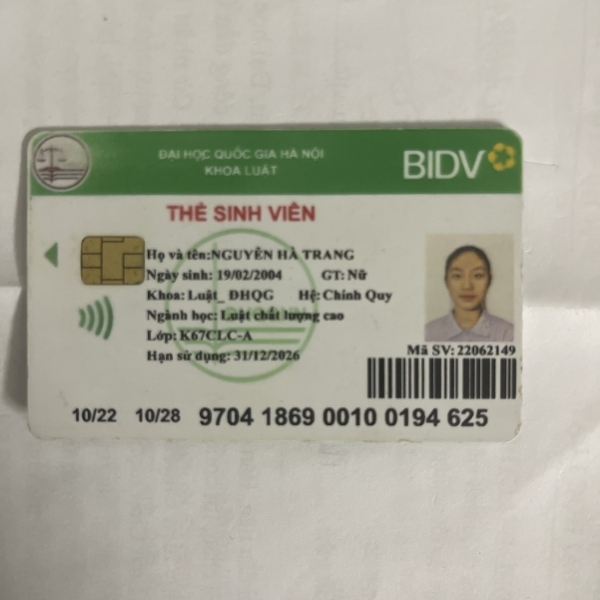 ĐẠI HỌC QUỐC GIA HÀ NỘI
KHOA LUẬT
BIDV
THẺ SINH VIÊN
Họ và tên:NGUYỄN HÀ TRANG
Ngày sinh: 19/02/2004 GT: Nữ
Khoa: Luật_ ĐHQG Hệ: Chính Quy
Ngành học: Luật chất lượng cao
Lớp: K67CLC-A
Hạn sử dụng: 31/12/2026
Mã SV: 22062149
10/22 10/28 9704 1869 0010 0194 625